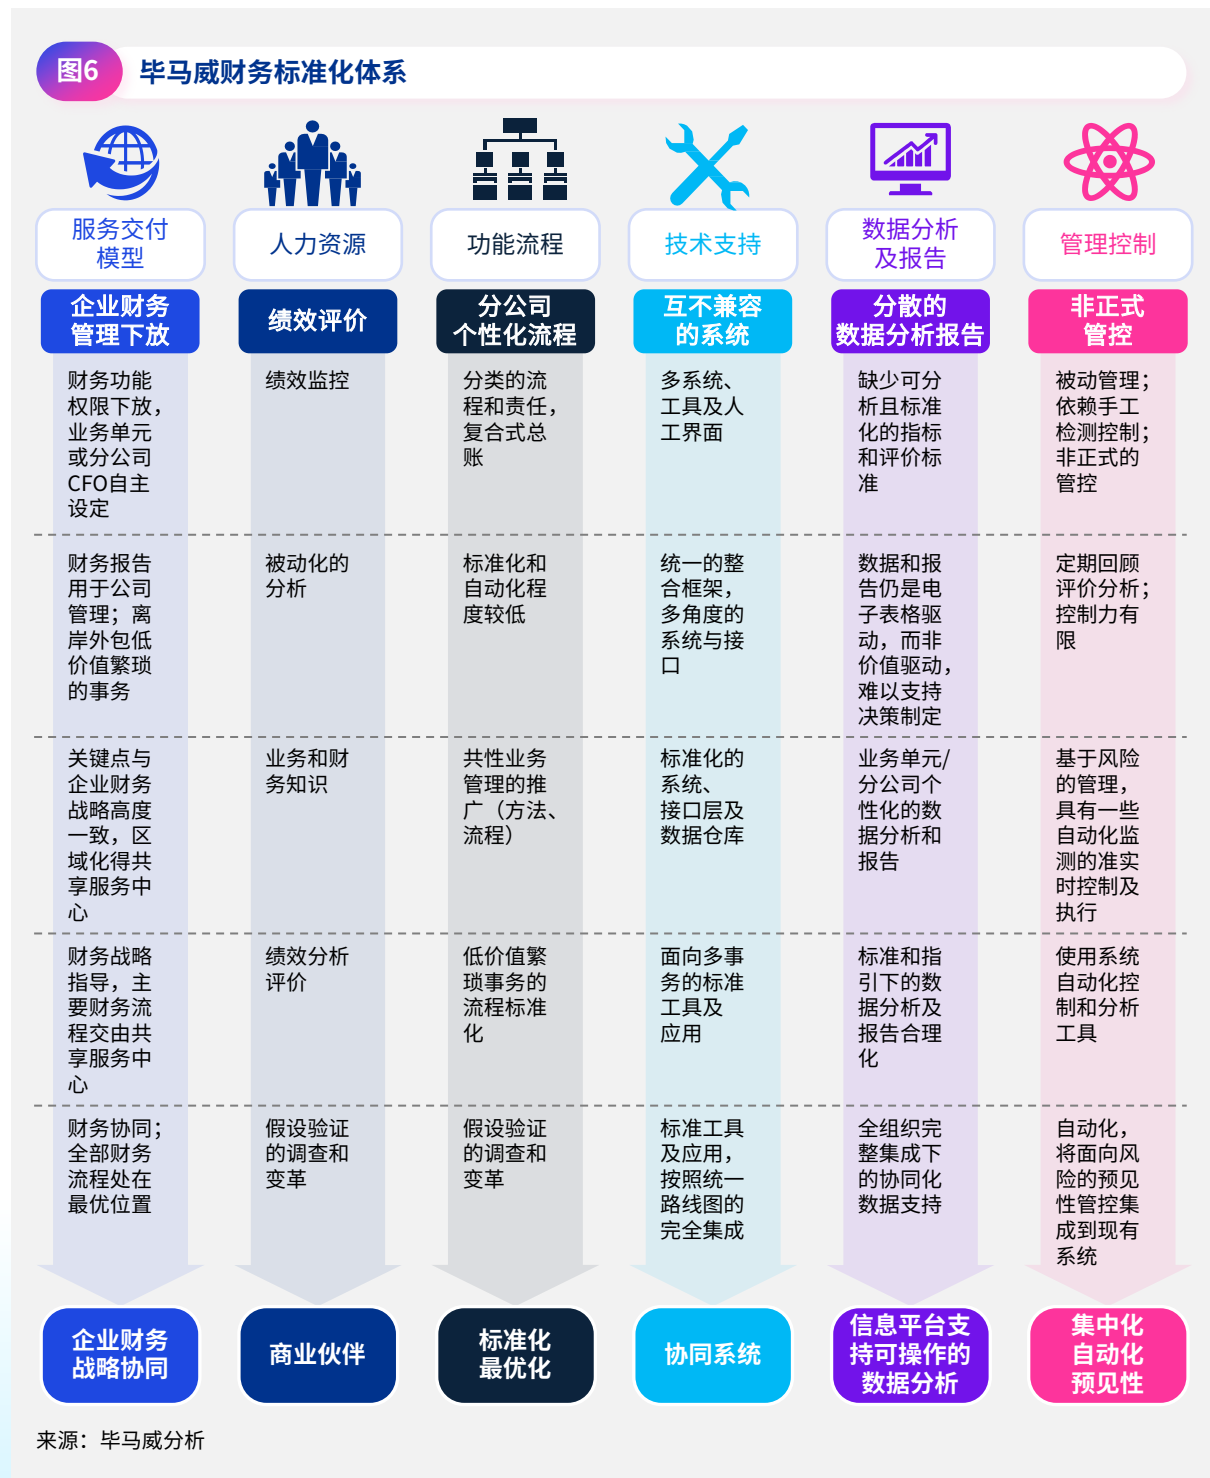 图6
毕马威财务标准化体系
服务交付
模型
人力资源
功能流程
技术支持
数据分析
及报告
管理控制
企业财务
管理下放
绩效评价
分公司
个性化流程
互不兼容
的系统
分散的
数据分析报告
非正式
管控
财务功能
权限下放，
业务单元
或分公司
CFO自主
设定
绩效监控
分类的流
程和责任，
复合式总
账
多系统、
工具及人
工界面
缺少可分
析且标准
化的指标
和评价标
准
被动管理；
依赖手工
检测控制；
非正式的
管控
财务报告
用于公司
管理；离
岸外包低
价值繁琐
的事务
被动化的
分析
标准化和
自动化程
度较低
统一的整
合框架，
多角度的
系统与接
口
数据和报
告仍是电
子表格驱
动，而非
价值驱动，
难以支持
决策制定
定期回顾
评价分析；
控制力有
限
关键点与
企业财务
战略高度
一致，区
域化得共
享服务中
心
业务和财
务知识
共性业务
管理的推
广（方法、
流程）
标准化的
系统、
接口层及
数据仓库
业务单元/
分公司个
性化的数
据分析和
报告
基于风险
的管理，
具有一些
自动化监
测的准实
时控制及
执行
财务战略
指导，主
要财务流
程交由共
享服务中
心
绩效分析
评价
低价值繁
琐事务的
流程标准
化
面向多事
务的标准
工具及
应用
标准和指
引下的数
据分析及
报告合理
化
使用系统
自动化控
制和分析
工具
财务协同；
全部财务
流程处在
最优位置
假设验证
的调查和
变革
假设验证
的调查和
变革
标准工具
及应用，
按照统一
路线图的
完全集成
全组织完
整集成下
的协同化
数据支持
自动化，
将面向风
险的预见
性管控集
成到现有
系统
企业财务
战略协同
商业伙伴
标准化
最优化
协同系统
信息平台支
持可操作的
数据分析
集中化
自动化
预见性
来源：毕马威分析